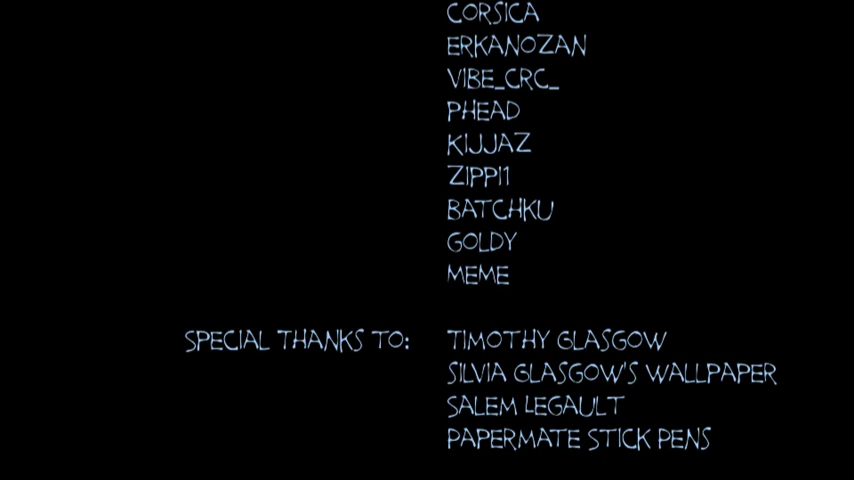 CORSICA
ERKANOZAN
VIBE_CRC_
PHEAD
KIJJAZ
ZIPPI1
BATCHKU
GOLDY
MEME
SPECIAL THANKS TO: TIMOTHY GLASGOW
SILVIA GLASGOW'S WALLPAPER
SALEM LEGAULT
PAPERMATE STICK PENS